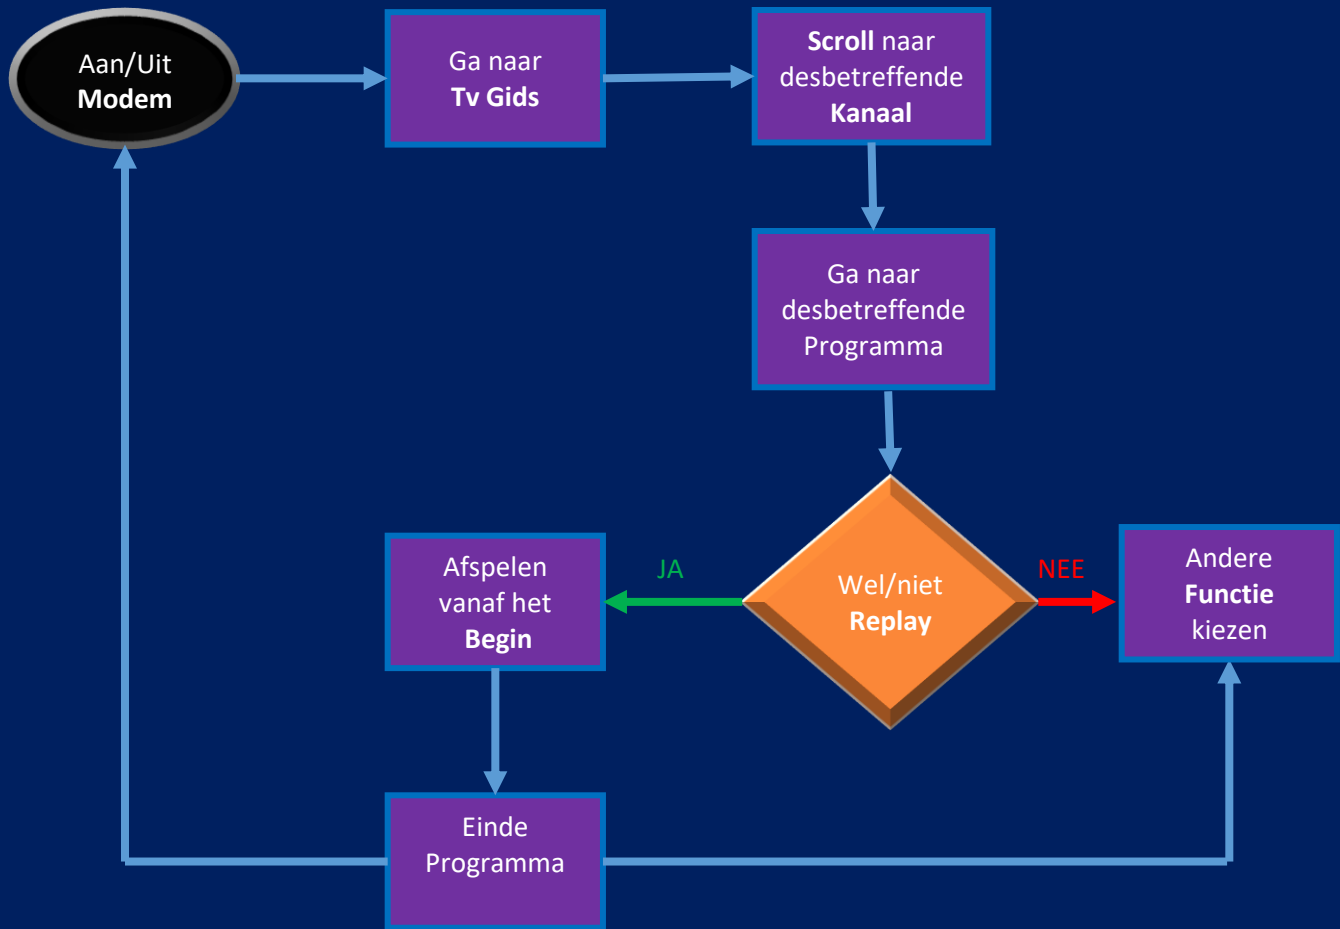 Aan/Uit
Modem
Ga naar
Tv Gids
Scroll naar
desbetreffende
Kanaal
Ga naar
desbetreffende
Programma
Wel/niet
Replay
JA
NEE
Afspelen
vanaf het
Begin
Andere
Functie
kiezen
Einde
Programma